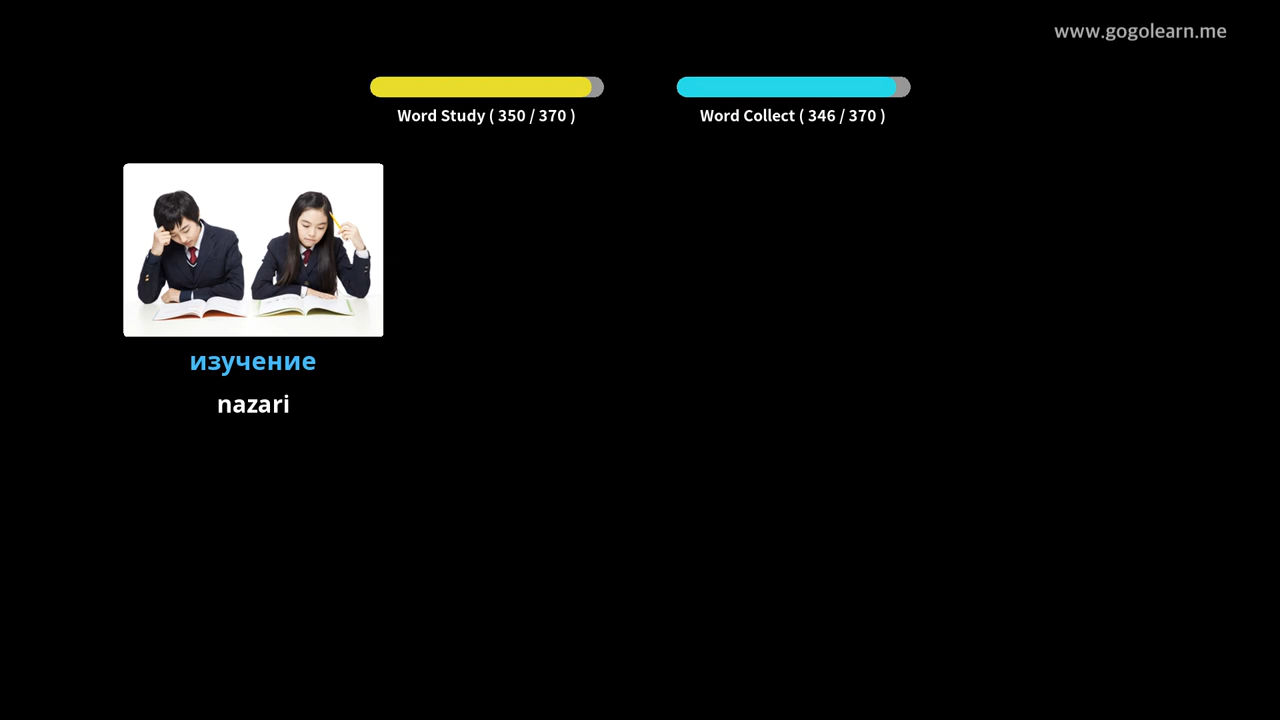 www.gogolearn.me
Word Study ( 350 / 370 )
Word Collect ( 346 / 370 )
изучение
nazari